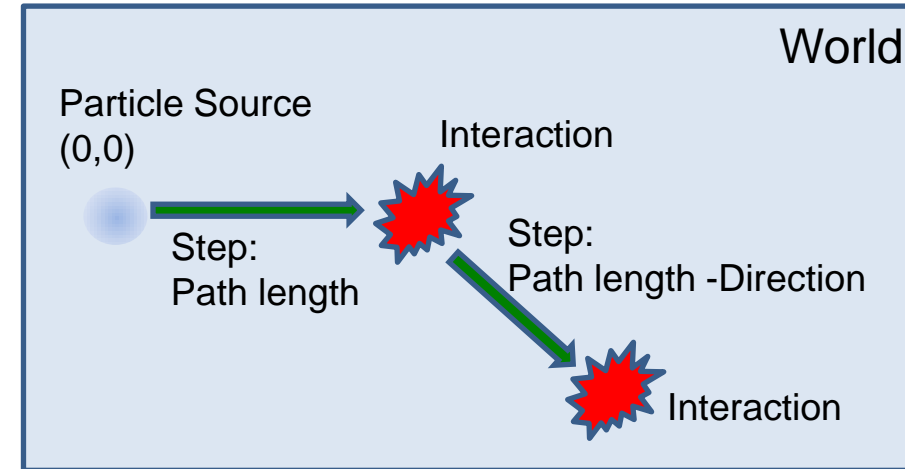 World
Particle Source
(0,0)
Interaction
Step:
Path length
Step:
Path length -Direction
Interaction